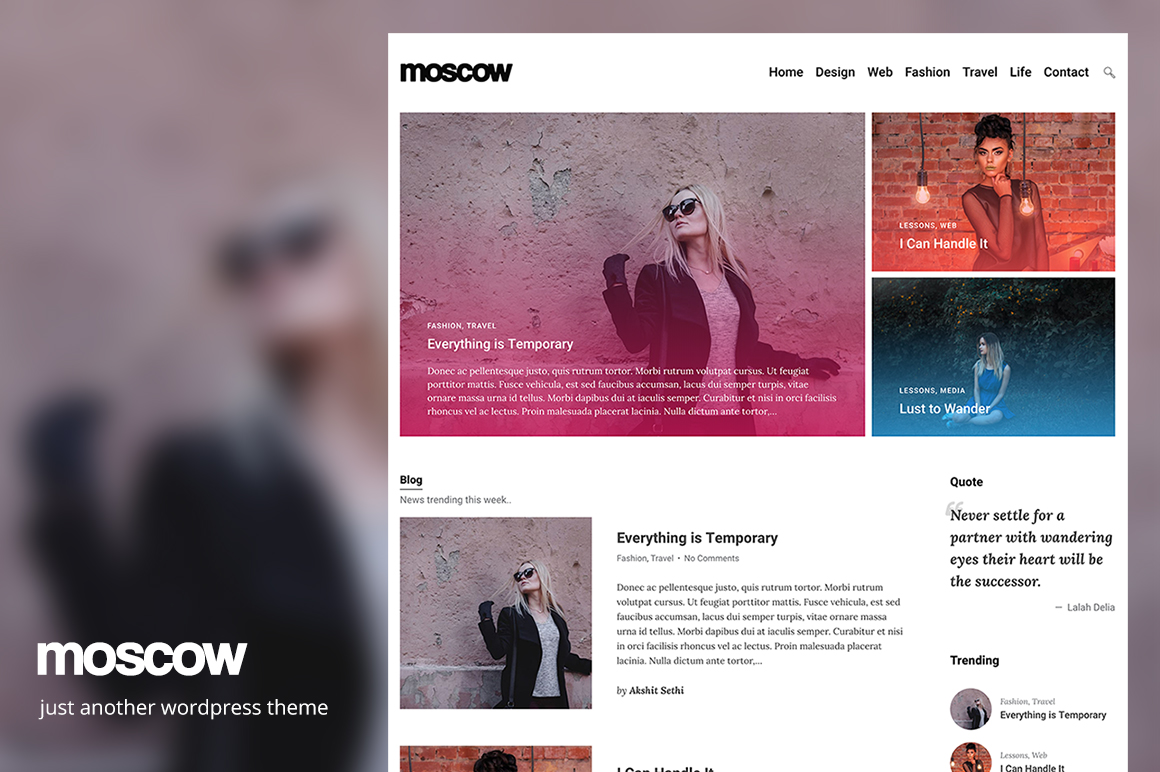 moscow
Home Design Web Fashion Travel Life Contact
FASHION, TRAVEL
Everything is Temporary
Donec ac pellentesque justo, quis rutrum tortor. Morbi rutrum volutpat cursus. Ut feugiat
porttitor mattis. Fusce vehicula, est sed faucibus accumsan, lacus dui semper turpis, vitae
ornare massa urna id tellus. Morbi dapibus dui at iaculis semper. Curabitur et nisi in orci facilisis
rhoncus vel ac lectus. Proin malesuada placerat lacinia. Nulla dictum ante tortor,...
LESSONS, WEB
I Can Handle It
LESSONS, MEDIA
Lust to Wander
Blog
News trending this week..
Everything is Temporary
Fashion, Travel • No Comments
Donec ac pellentesque justo, quis rutrum tortor. Morbi rutrum
volutpat cursus. Ut feugiat porttitor mattis. Fusce vehicula, est sed
faucibus accumsan, lacus dui semper turpis, vitae ornare massa
urna id tellus. Morbi dapibus dui at iaculis semper. Curabitur et nisi
in orci facilisis rhoncus vel ac lectus. Proin malesuada placerat
lacinia. Nulla dictum ante tortor,...
by Akshit Sethi
I Can Handle It
Quote
“Never settle for a
partner with wandering
eyes their heart will be
the successor.
— Lalah Delia
Trending
Fashion, Travel
Everything is Temporary
Lessons, Web
I Can Handle It
moscow
just another wordpress theme